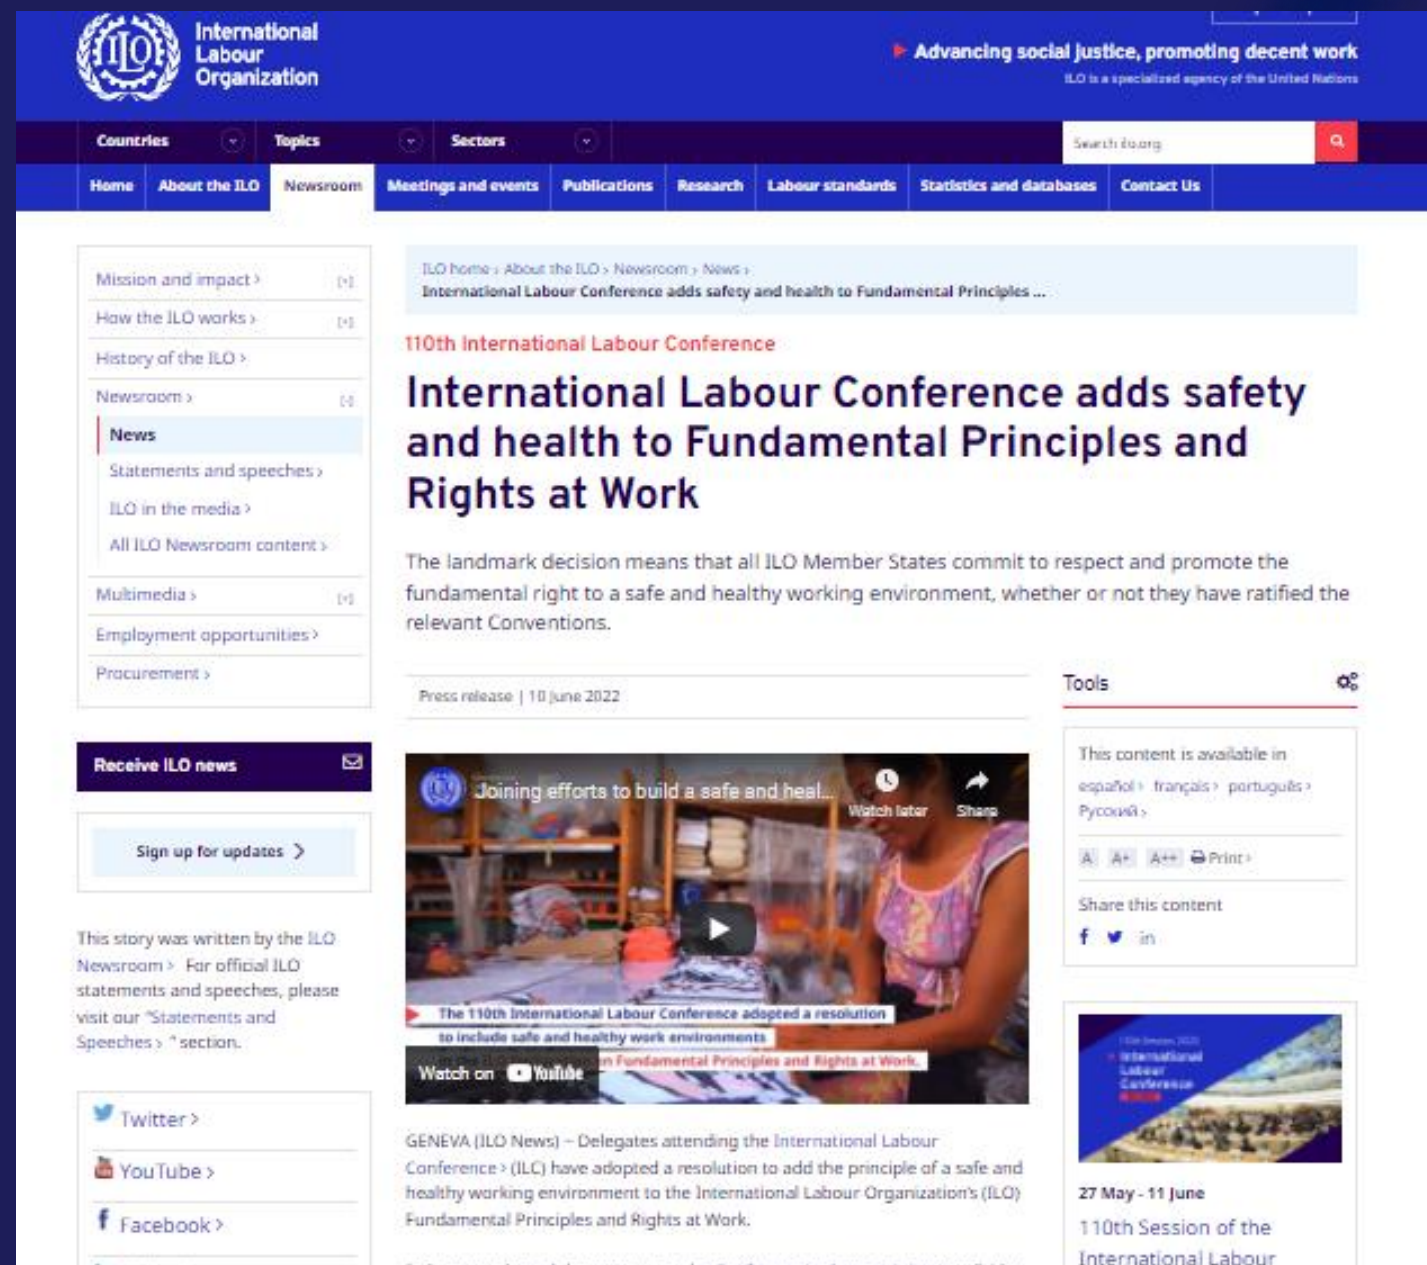 International
Labour
Organization
Advancing social justice, promoting decent work
ILO is a specialized agency of the United Nations
Countries
Topics
Sectors
Search ilo.org
Home
About the ILO
Newsroom
Meetings and events
Publications
Research
Labour standards
Statistics and databases
Contact Us
Mission and impact ›
[+]
How the ILO works ›
[+]
History of the ILO ›
Newsroom ›
[-]
News
Statements and speeches ›
ILO in the media ›
All ILO Newsroom content ›
Multimedia ›
[+]
Employment opportunities ›
Procurement ›
Receive ILO news
Sign up for updates
This story was written by the ILO
Newsroom › For official ILO
statements and speeches, please
visit our "Statements and
Speeches › " section.
Twitter ›
YouTube ›
Facebook ›
ILO home › About the ILO › Newsroom › News ›
International Labour Conference adds safety and health to Fundamental Principles ...
110th International Labour Conference
International Labour Conference adds safety
and health to Fundamental Principles and
Rights at Work
The landmark decision means that all ILO Member States commit to respect and promote the
fundamental right to a safe and healthy working environment, whether or not they have ratified the
relevant Conventions.
Press release | 10 June 2022
Joining efforts to build a safe and heal...
Watch later
Share
The 110th International Labour Conference adopted a resolution
to include safe and healthy work environments
on Fundamental Principles and Rights at Work.
Watch on YouTube
GENEVA (ILO News) – Delegates attending the International Labour
Conference › (ILC) have adopted a resolution to add the principle of a safe and
healthy working environment to the International Labour Organization's (ILO)
Fundamental Principles and Rights at Work.
Tools
This content is available in
español › français › português ›
Русский ›
A A+ A++ Print ›
Share this content
International
Labour
Conference
27 May - 11 June
110th Session of the
International Labour